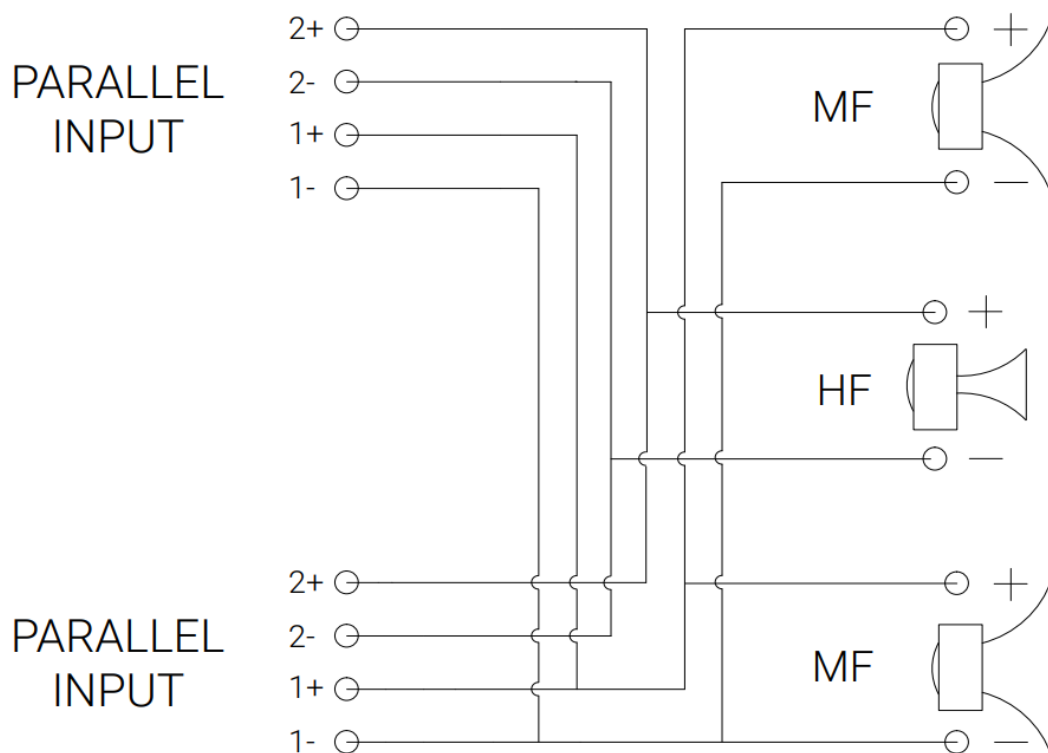 PARALLEL
INPUT
2+
2-
1+
1-
MF
+
−
HF
+
−
PARALLEL
INPUT
2+
2-
1+
1-
MF
+
−